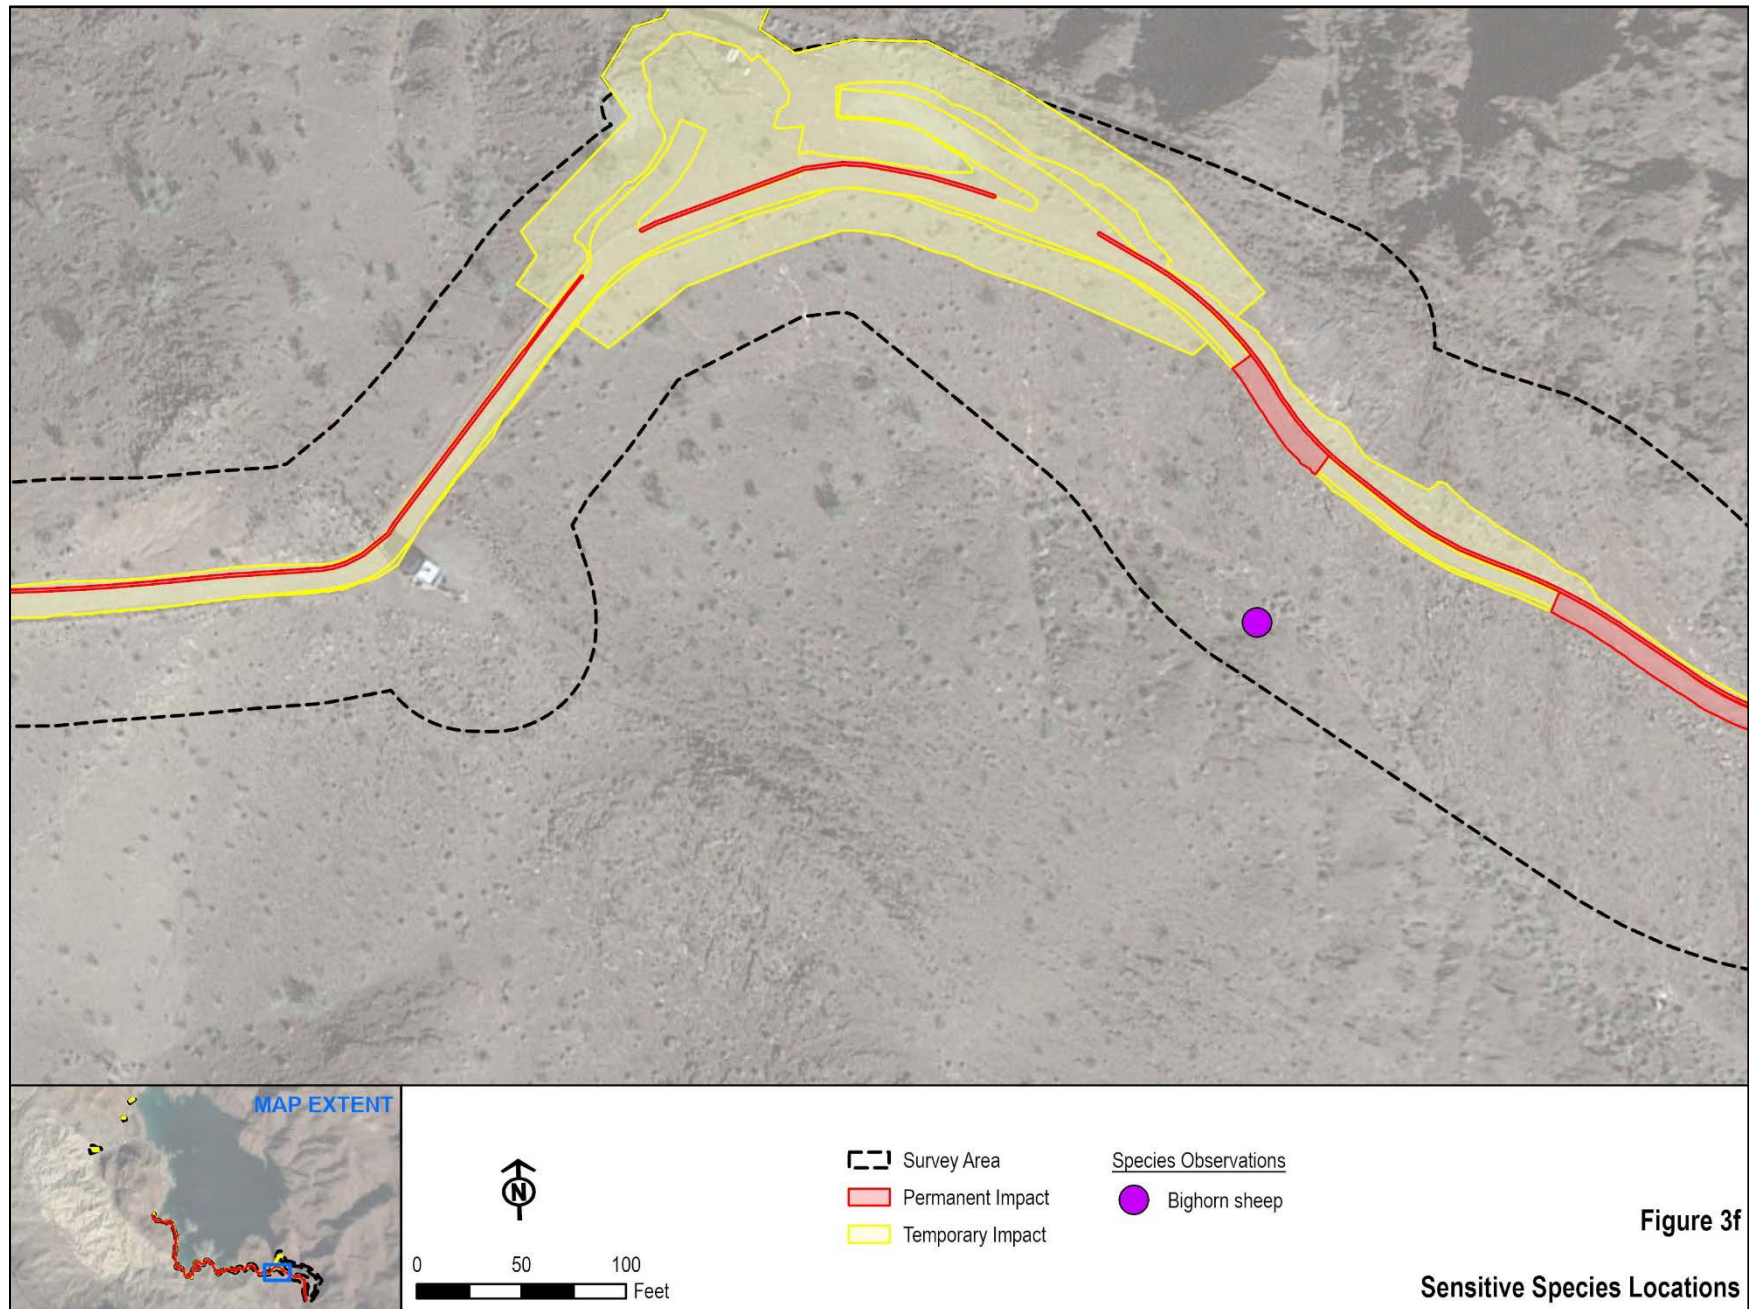 MAP EXTENT
N
0 50 100
Feet
Survey Area
Permanent Impact
Temporary Impact
Species Observations
Bighorn sheep
Figure 3f
Sensitive Species Locations